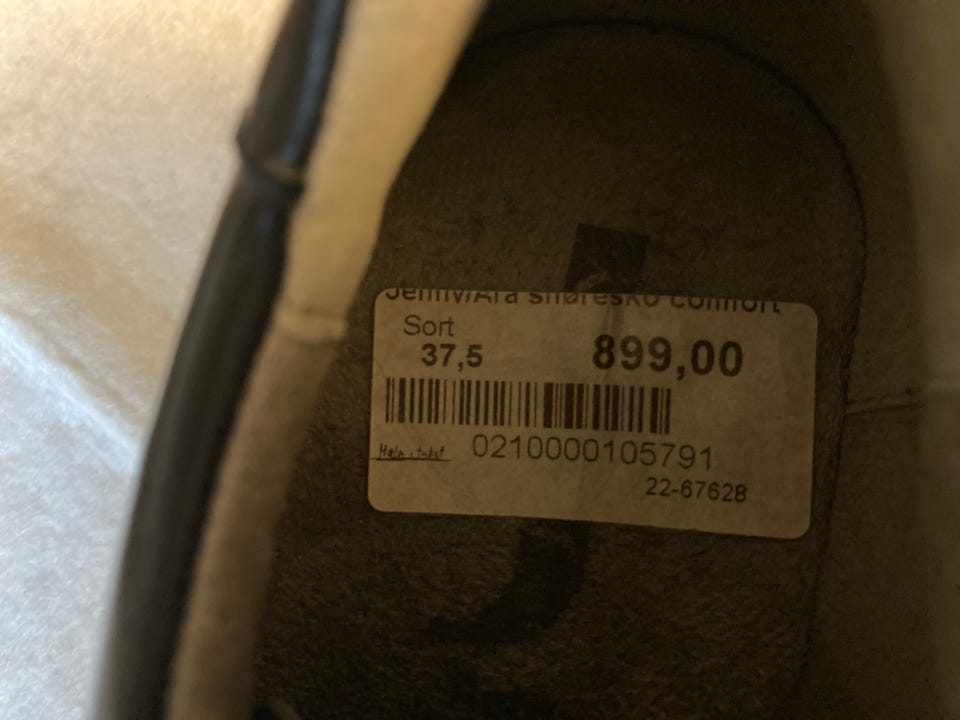 Jenny/Ara snøresko comfort
Sort
37,5 899,00
0210000105791
22-67628